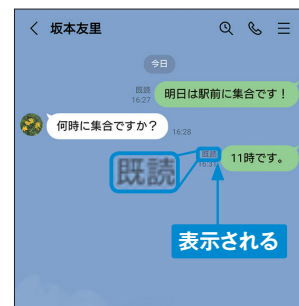 坂本友里
今日
既読
16:27
明日は駅前に集合です！
何時に集合ですか？
16:28
既読
11時です。
既読
表示される